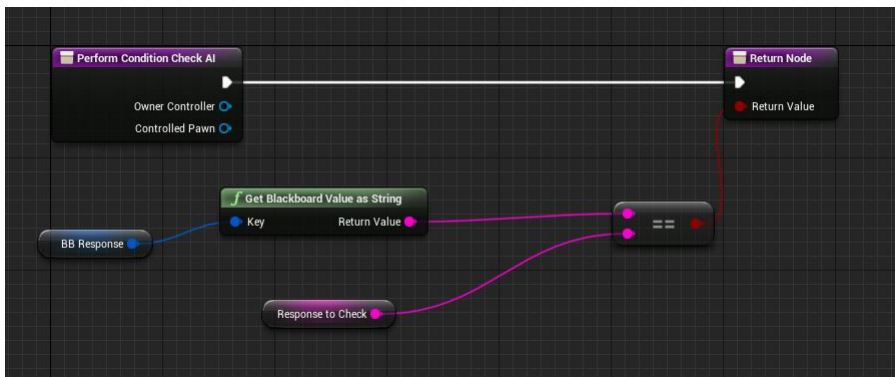 Perform Condition Check AI
Return Node
Owner Controller
Return Value
Controlled Pawn
f Get Blackboard Value as String
Key
Return Value
BB Response
==
Response to Check